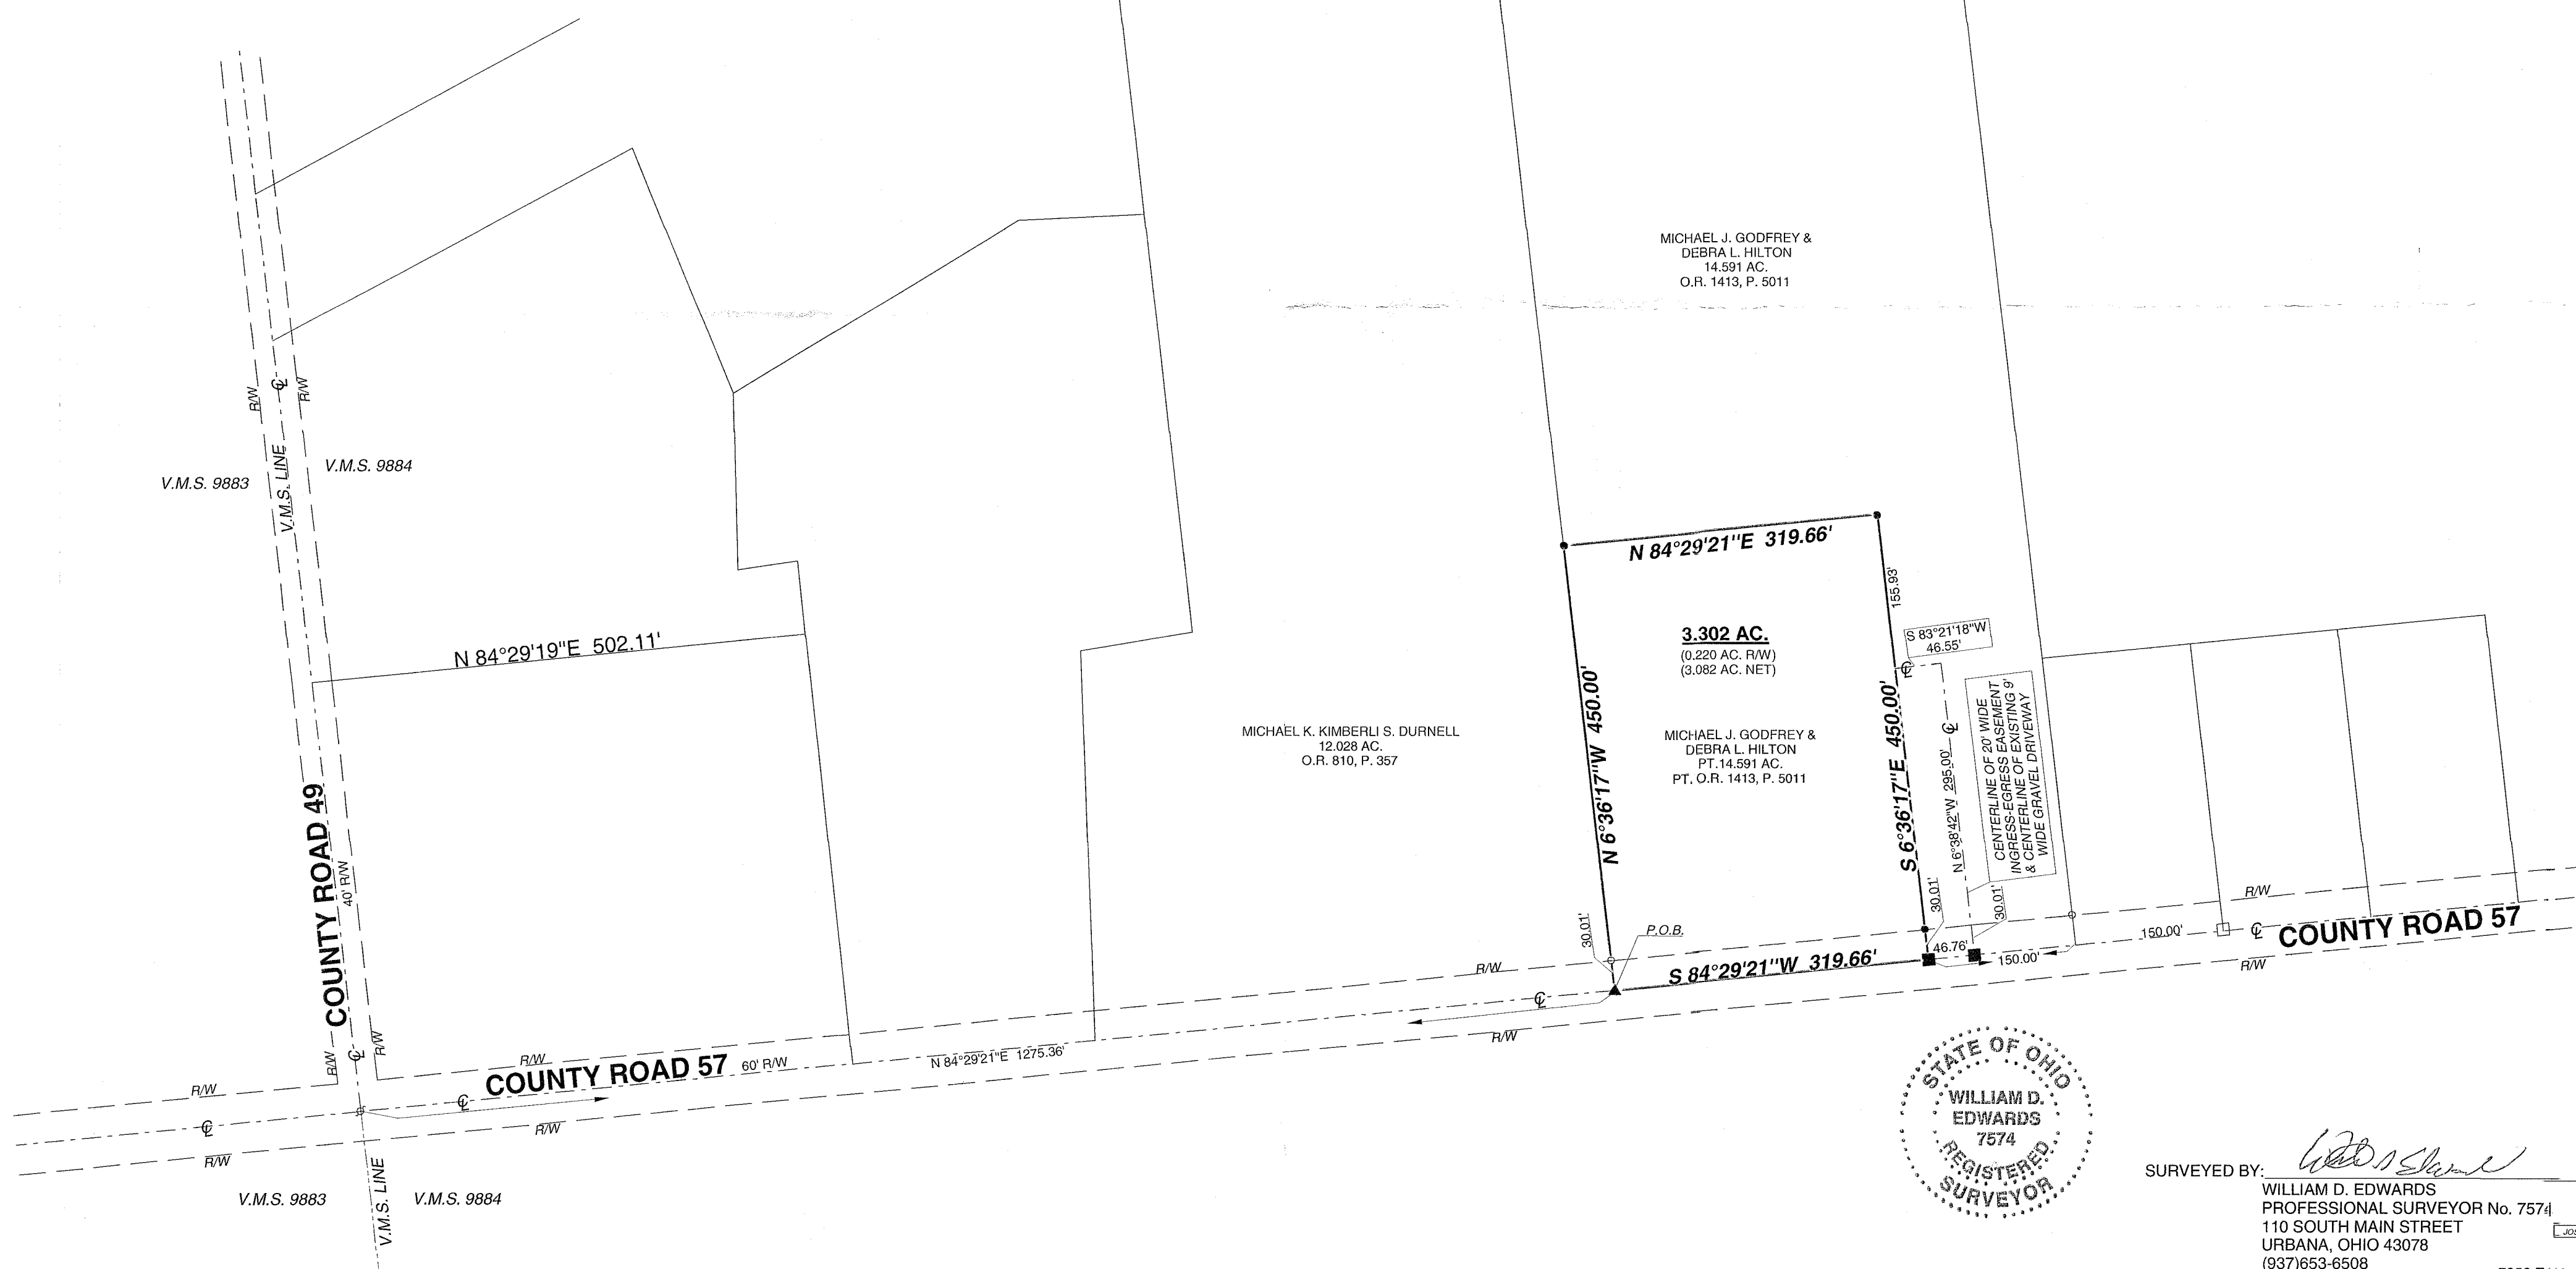 MICHAEL J. GODFREY &
DEBRA L. HILTON
14.591 AC.
O.R. 1413, P. 5011
R/W
℄
R/W
V.M.S. LINE
V.M.S. 9883
V.M.S. 9884
N 84°29'21"E 319.66'
155.93'
3.302 AC.
(0.220 AC. R/W)
(3.082 AC. NET)
S 83°21'18"W
46.55'
℄
N 84°29'19"E 502.11'
N 6°36'17"W 450.00'
S 6°36'17"E 450.00'
N 6°38'42"W 295.00'
℄
CENTERLINE OF 20' WIDE
INGRESS-EGRESS EASEMENT
& CENTERLINE OF EXISTING 9'
WIDE GRAVEL DRIVEWAY
MICHAEL K. KIMBERLI S. DURNELL
12.028 AC.
O.R. 810, P. 357
MICHAEL J. GODFREY &
DEBRA L. HILTON
PT.14.591 AC.
PT. O.R. 1413, P. 5011
COUNTY ROAD 49
40' R/W
30.01'
30.01'
30.01'
P.O.B.
R/W
150.00'
℄
COUNTY ROAD 57
R/W
46.76'
150.00'
S 84°29'21"W 319.66'
R/W
℄
R/W
R/W
℄
R/W
R/W
COUNTY ROAD 57
60' R/W
N 84°29'21"E 1275.36'
R/W
℄
R/W
℄
R/W
V.M.S. 9883
V.M.S. LINE
V.M.S. 9884
STATE OF OHIO
WILLIAM D.
EDWARDS
7574
REGISTERED
SURVEYOR
SURVEYED BY:
WILLIAM D. EDWARDS
PROFESSIONAL SURVEYOR No. 7574
110 SOUTH MAIN STREET
URBANA, OHIO 43078
(937)653-6508